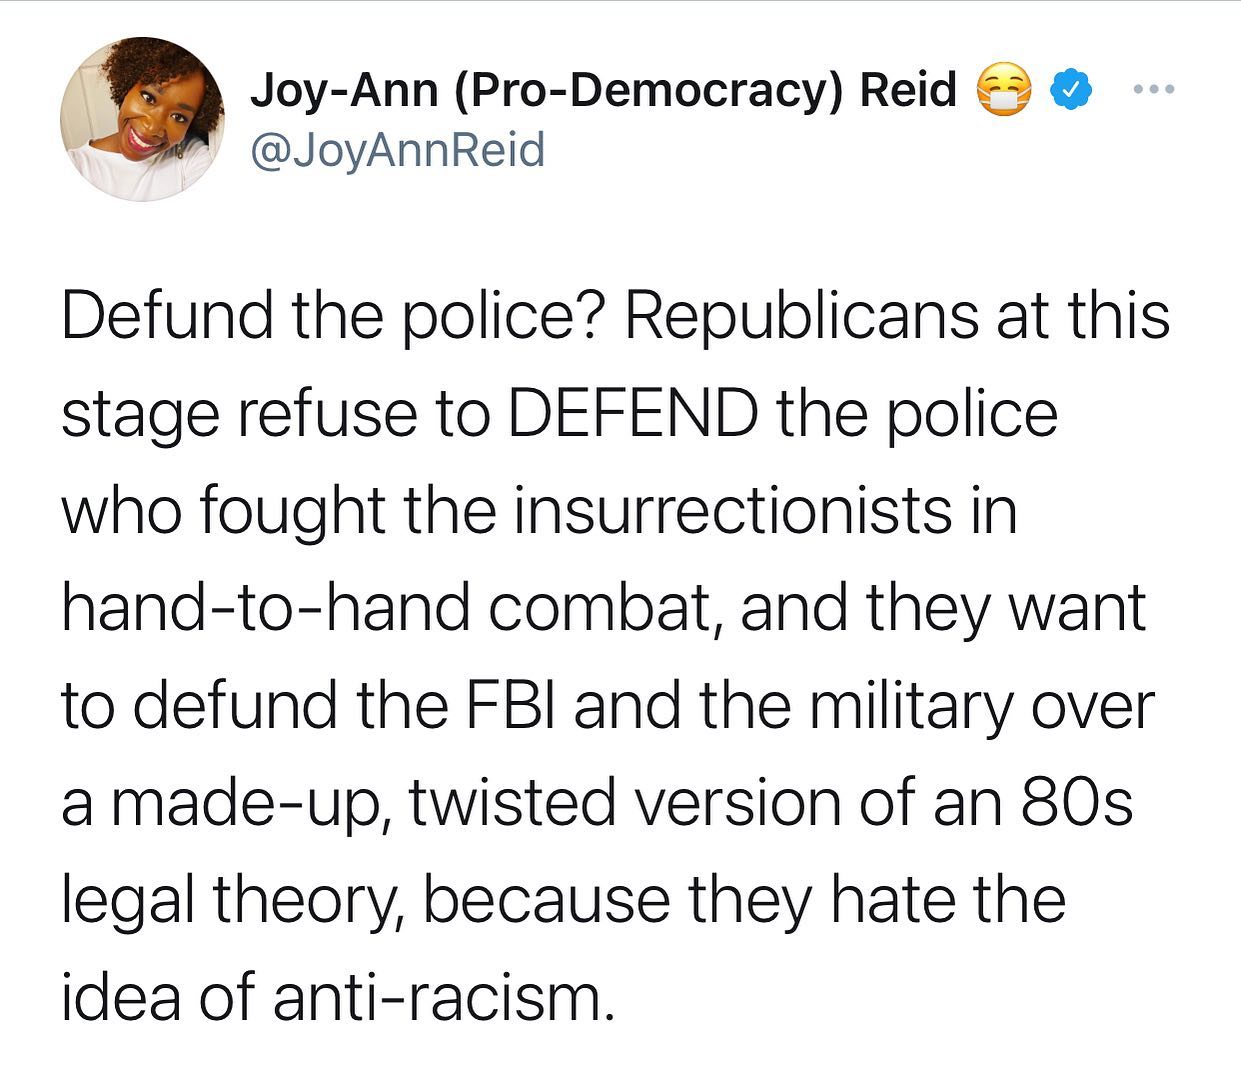 Joy-Ann (Pro-Democracy) Reid 😷
@JoyAnnReid
Defund the police? Republicans at this
stage refuse to DEFEND the police
who fought the insurrectionists in
hand-to-hand combat, and they want
to defund the FBI and the military over
a made-up, twisted version of an 80s
legal theory, because they hate the
idea of anti-racism.